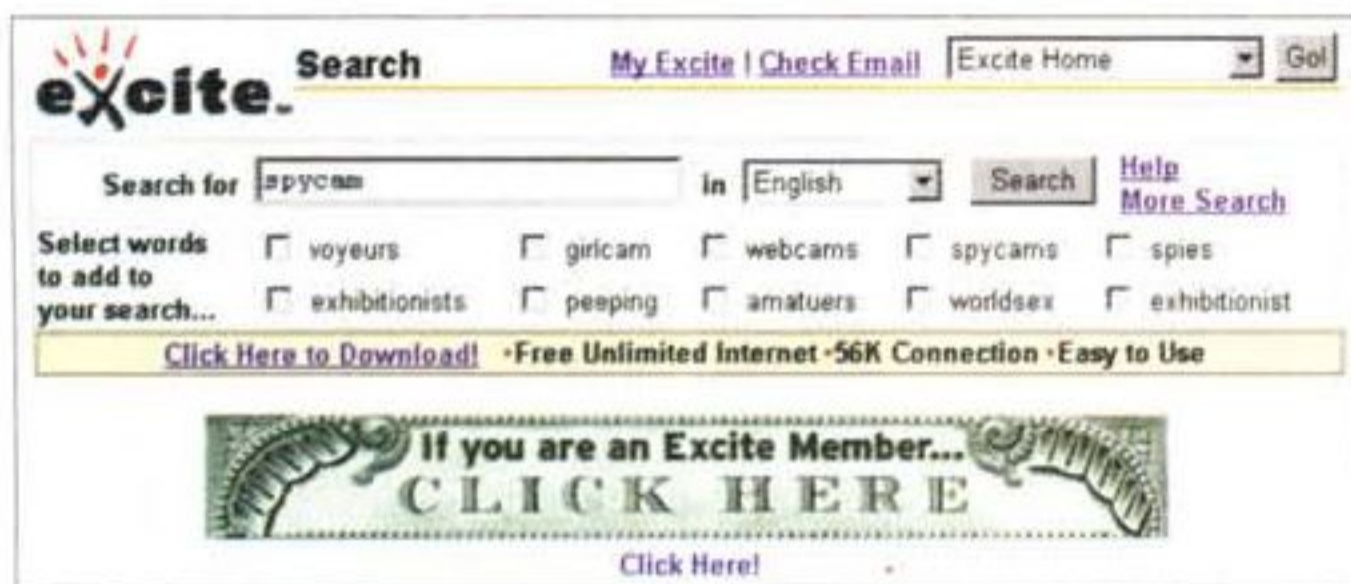 excite
Search
My Excite | Check Email
Excite Home
Go!
Search for
spycam
in
English
Search
Help
More Search
Select words
to add to
your search...
voyeurs girlcam webcams spycams spies
exhibitionists peeping amatuers worldsex exhibitionist
Click Here to Download! •Free Unlimited Internet •56K Connection •Easy to Use
If you are an Excite Member...
CLICK HERE
Click Here!